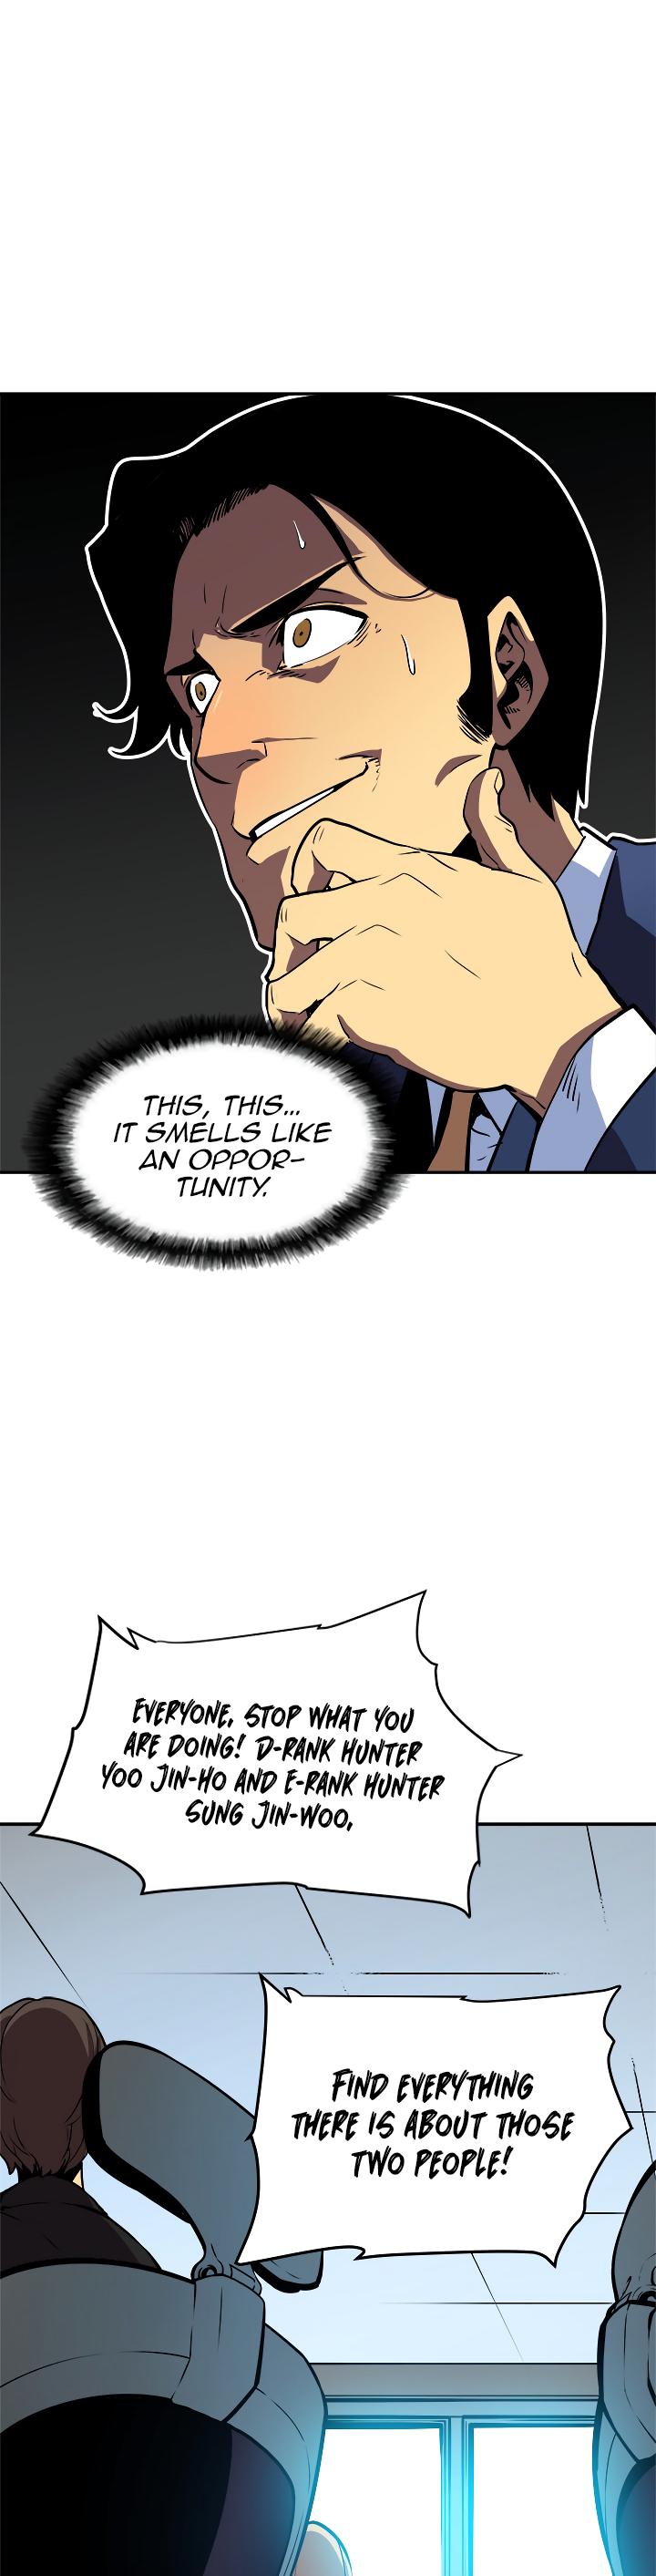 THIS, THIS...
IT SMELLS LIKE
AN OPPOR-
TUNITY.
EVERYONE, STOP WHAT YOU
ARE DOING! D-RANK HUNTER
YOO JIN-HO AND E-RANK HUNTER
SUNG JIN-WOO,
FIND EVERYTHING
THERE IS ABOUT THOSE
TWO PEOPLE!